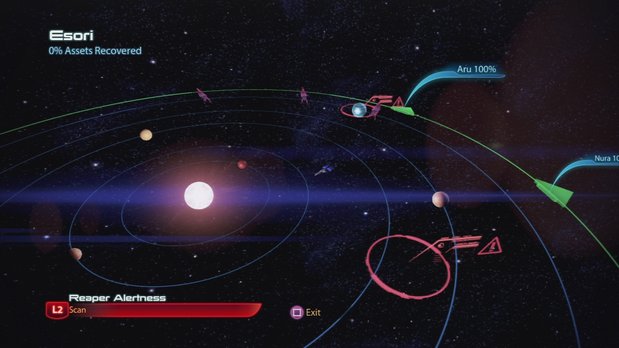 Esori
0% Assets Recovered
Aru 100%
Nura 10
Reaper Alertness
L2
Scan
Exit